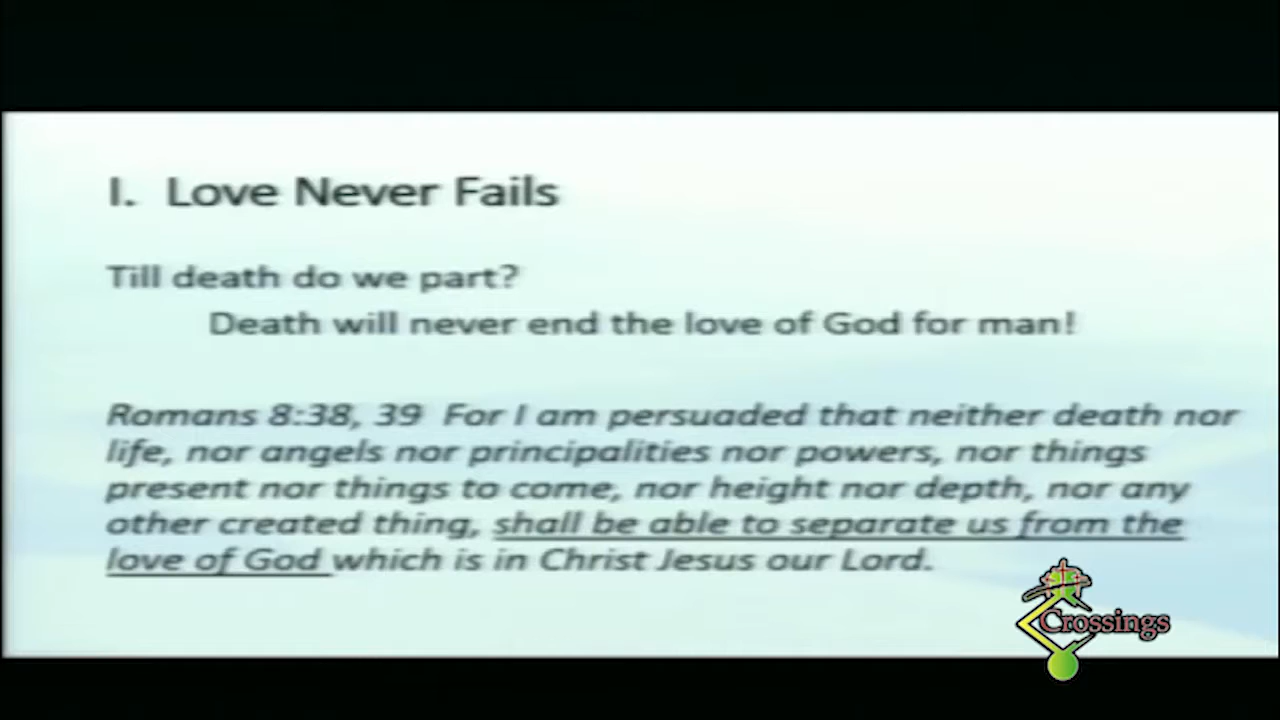 I. Love Never Fails
Till death do we part?
Death will never end the love of God for man!
Romans 8:38, 39 For I am persuaded that neither death nor
life, nor angels nor principalities nor powers, nor things
present nor things to come, nor height nor depth, nor any
other created thing, shall be able to separate us from the
love of God which is in Christ Jesus our Lord.
Crossings